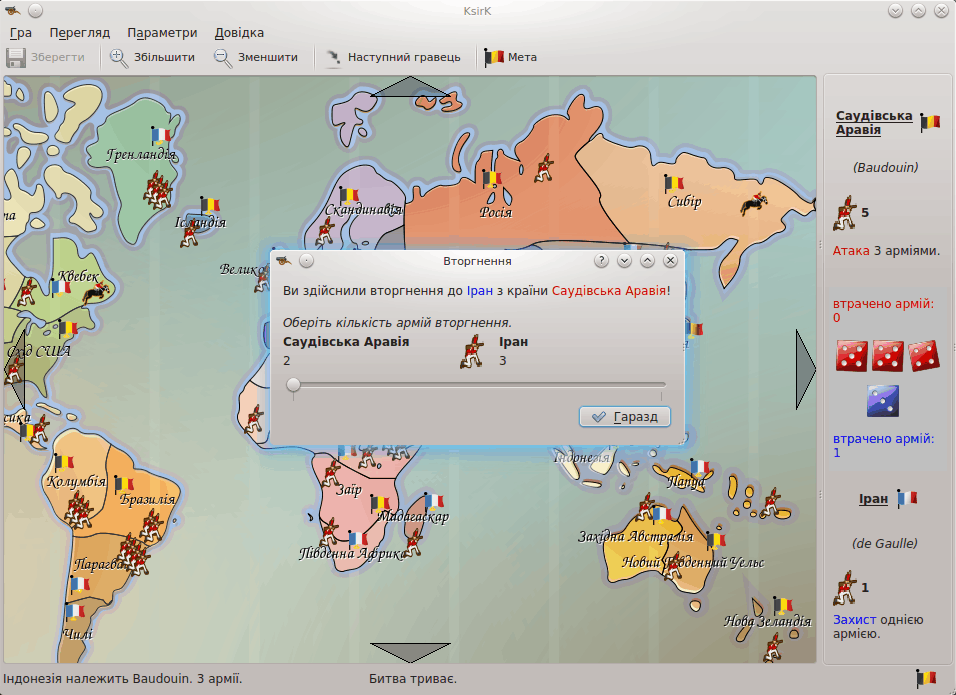 KsirK
Гра Перегляд Параметри Довідка
Зберегти Збільшити Зменшити Наступний гравець Мета
Гренландія
Ісландія
Скандинавія
Росія
Сибір
Квебек
Схід США
Колумбія
Бразилія
Чилі
Заїр
Мадагаскар
Південна Африка
Індонезія
Папуа
Західна Австралія
Новий Південний Уельс
Нова Зеландія
Вторгнення
?
Ви здійснили вторгнення до Іран з країни Саудівська Аравія!
Оберіть кількість армій вторгнення.
Саудівська Аравія Іран
2 3
Гаразд
Саудівська
Аравія
(Baudouin)
5
Атака 3 арміями.
втрачено армій:
0
втрачено армій:
1
Іран
(de Gaulle)
1
Захист однією
армією.
Індонезія належить Baudouin. 3 армії. Битва триває.